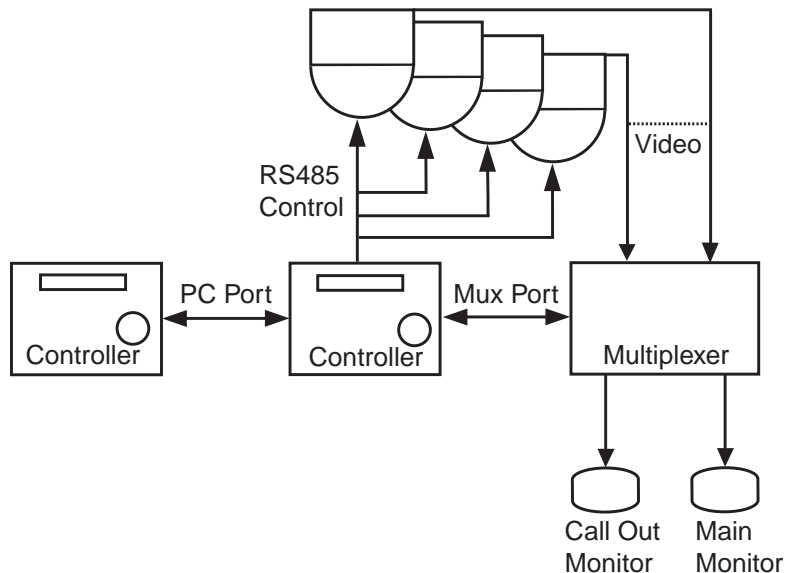 Video
RS485
Control
PC Port
Mux Port
Controller
Controller
Multiplexer
Call Out
Monitor
Main
Monitor